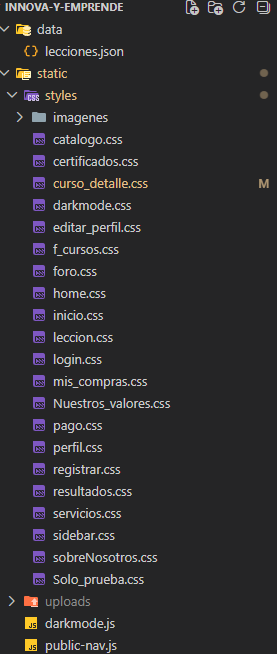 INNOVA-Y-EMPRENDE
data
lecciones.json
static
styles
imagenes
catalogo.css
certificados.css
curso_detalle.css M
darkmode.css
editar_perfil.css
f_cursos.css
foro.css
home.css
inicio.css
leccion.css
login.css
mis_compras.css
Nuestros_valores.css
pago.css
perfil.css
registrar.css
resultados.css
servicios.css
sidebar.css
sobreNosotros.css
Solo_prueba.css
uploads
darkmode.js
public-nav.js